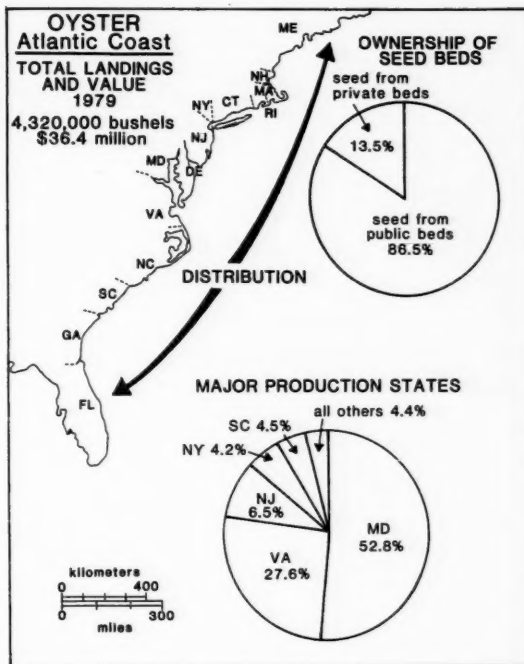 OYSTER
Atlantic Coast
TOTAL LANDINGS
AND VALUE
1979
4,320,000 bushels
$36.4 million
ME
NH
MA
CT
RI
NY
NJ
MD
DE
VA
NC
SC
GA
FL
DISTRIBUTION
OWNERSHIP OF
SEED BEDS
seed from
private beds
13.5%
seed from
public beds
86.5%
MAJOR PRODUCTION STATES
all others 4.4%
SC 4.5%
NY 4.2%
NJ
6.5%
VA
27.6%
MD
52.8%
kilometers
0 400
0 300
miles